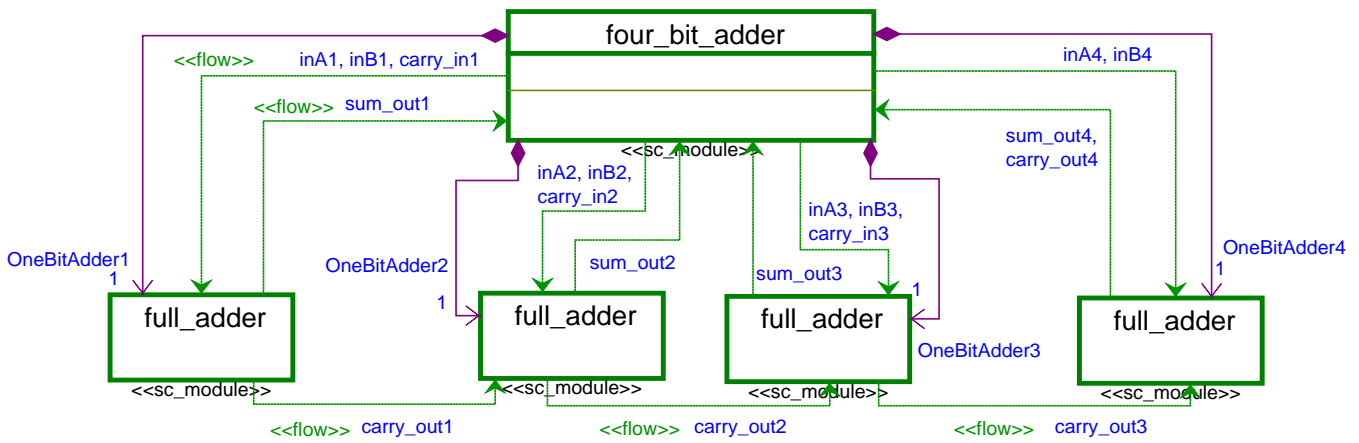 four_bit_adder
<<sc_module>>
<<flow>>
inA1, inB1, carry_in1
<<flow>> sum_out1
inA4, inB4
sum_out4,
carry_out4
inA2, inB2,
carry_in2
inA3, inB3,
carry_in3
OneBitAdder1
1
OneBitAdder2
1
sum_out2
sum_out3
1
OneBitAdder3
OneBitAdder4
1
full_adder
<<sc_module>>
full_adder
<<sc_module>>
full_adder
<<sc_module>>
full_adder
<<sc_module>>
<<flow>> carry_out1
<<flow>> carry_out2
<<flow>> carry_out3